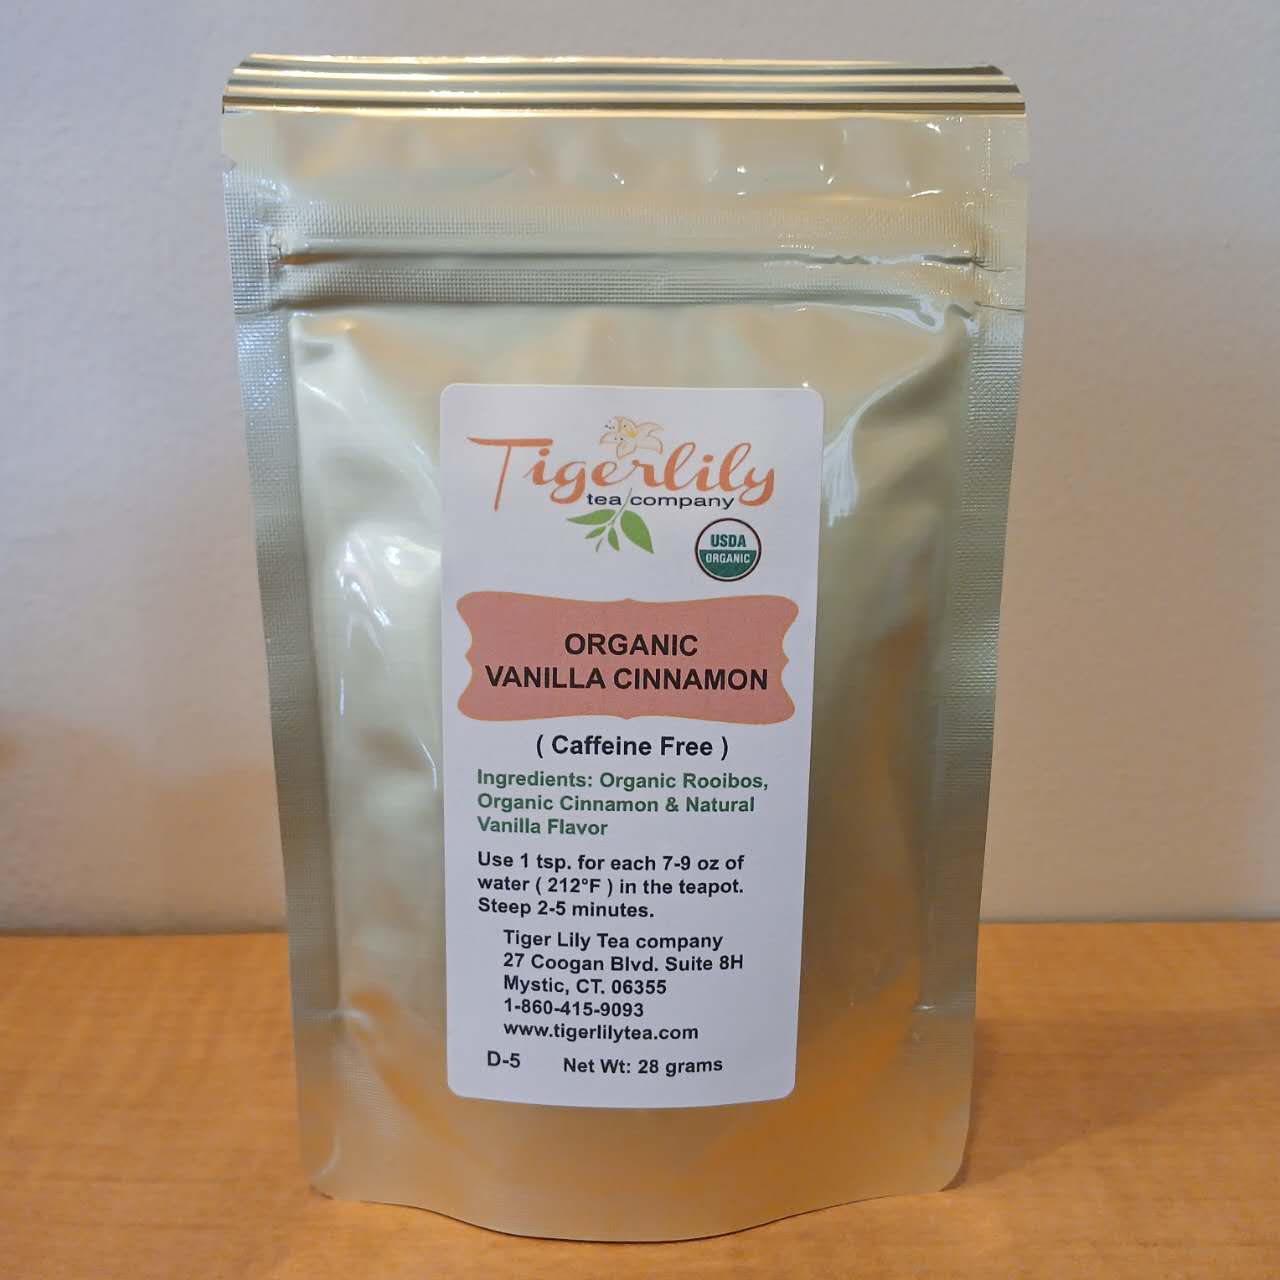 Tigerlily
tea company
USDA
ORGANIC
ORGANIC
VANILLA CINNAMON
( Caffeine Free )
Ingredients: Organic Rooibos,
Organic Cinnamon & Natural
Vanilla Flavor
Use 1 tsp. for each 7-9 oz of
water ( 212°F ) in the teapot.
Steep 2-5 minutes.
Tiger Lily Tea company
27 Coogan Blvd. Suite 8H
Mystic, CT. 06355
1-860-415-9093
www.tigerlilytea.com
D-5 Net Wt: 28 grams